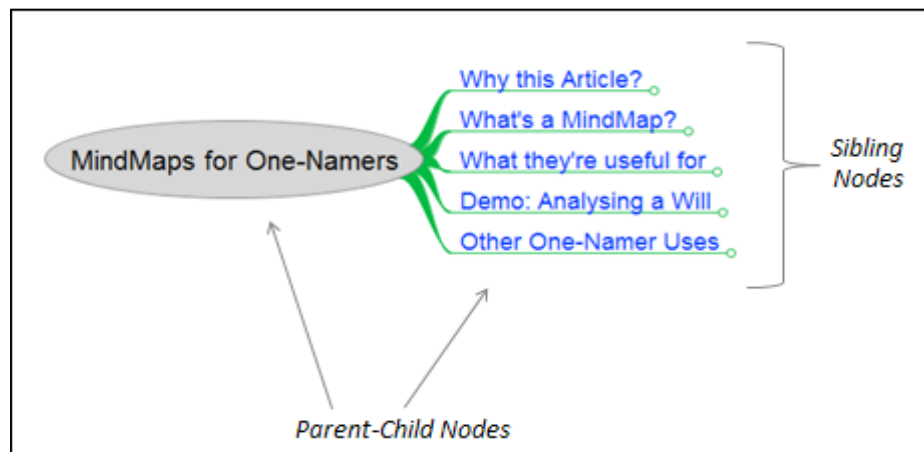 MindMaps for One-Namers
Why this Article?
What's a MindMap?
What they're useful for
Demo: Analysing a Will
Other One-Namer Uses
Sibling
Nodes
Parent-Child Nodes